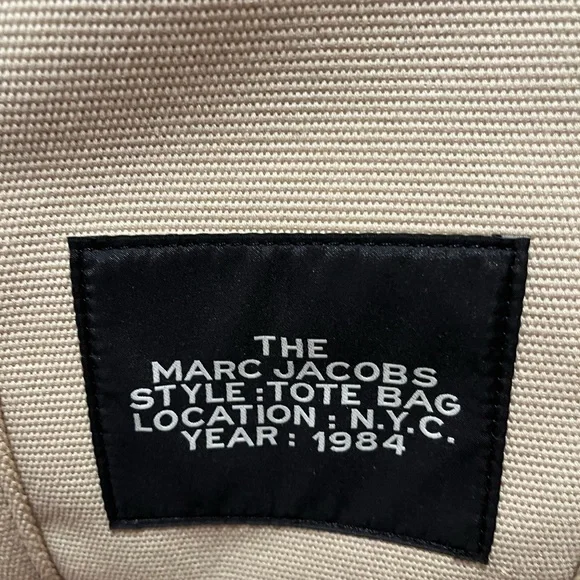 THE
MARC JACOBS
STYLE : TOTE BAG
LOCATION : N.Y.C.
YEAR : 1984